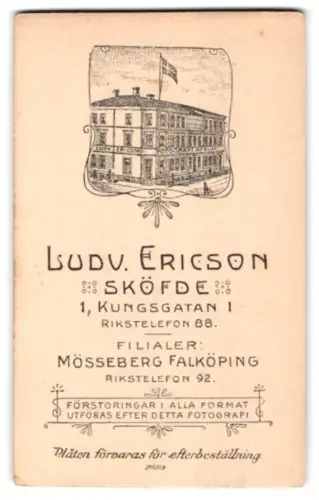 LUDV. ERICSON
SKÖFDE
1, KUNGSGATAN 1
RIKSTELEFON 88.
FILIALER:
MÖSSEBERG FALKÖPING
RIKSTELEFON 92.
FÖRSTORINGAR I ALLA FORMAT
UTFÖRAS EFTER DETTA FOTOGRAFI
Plåten förvaras för efterbeställning